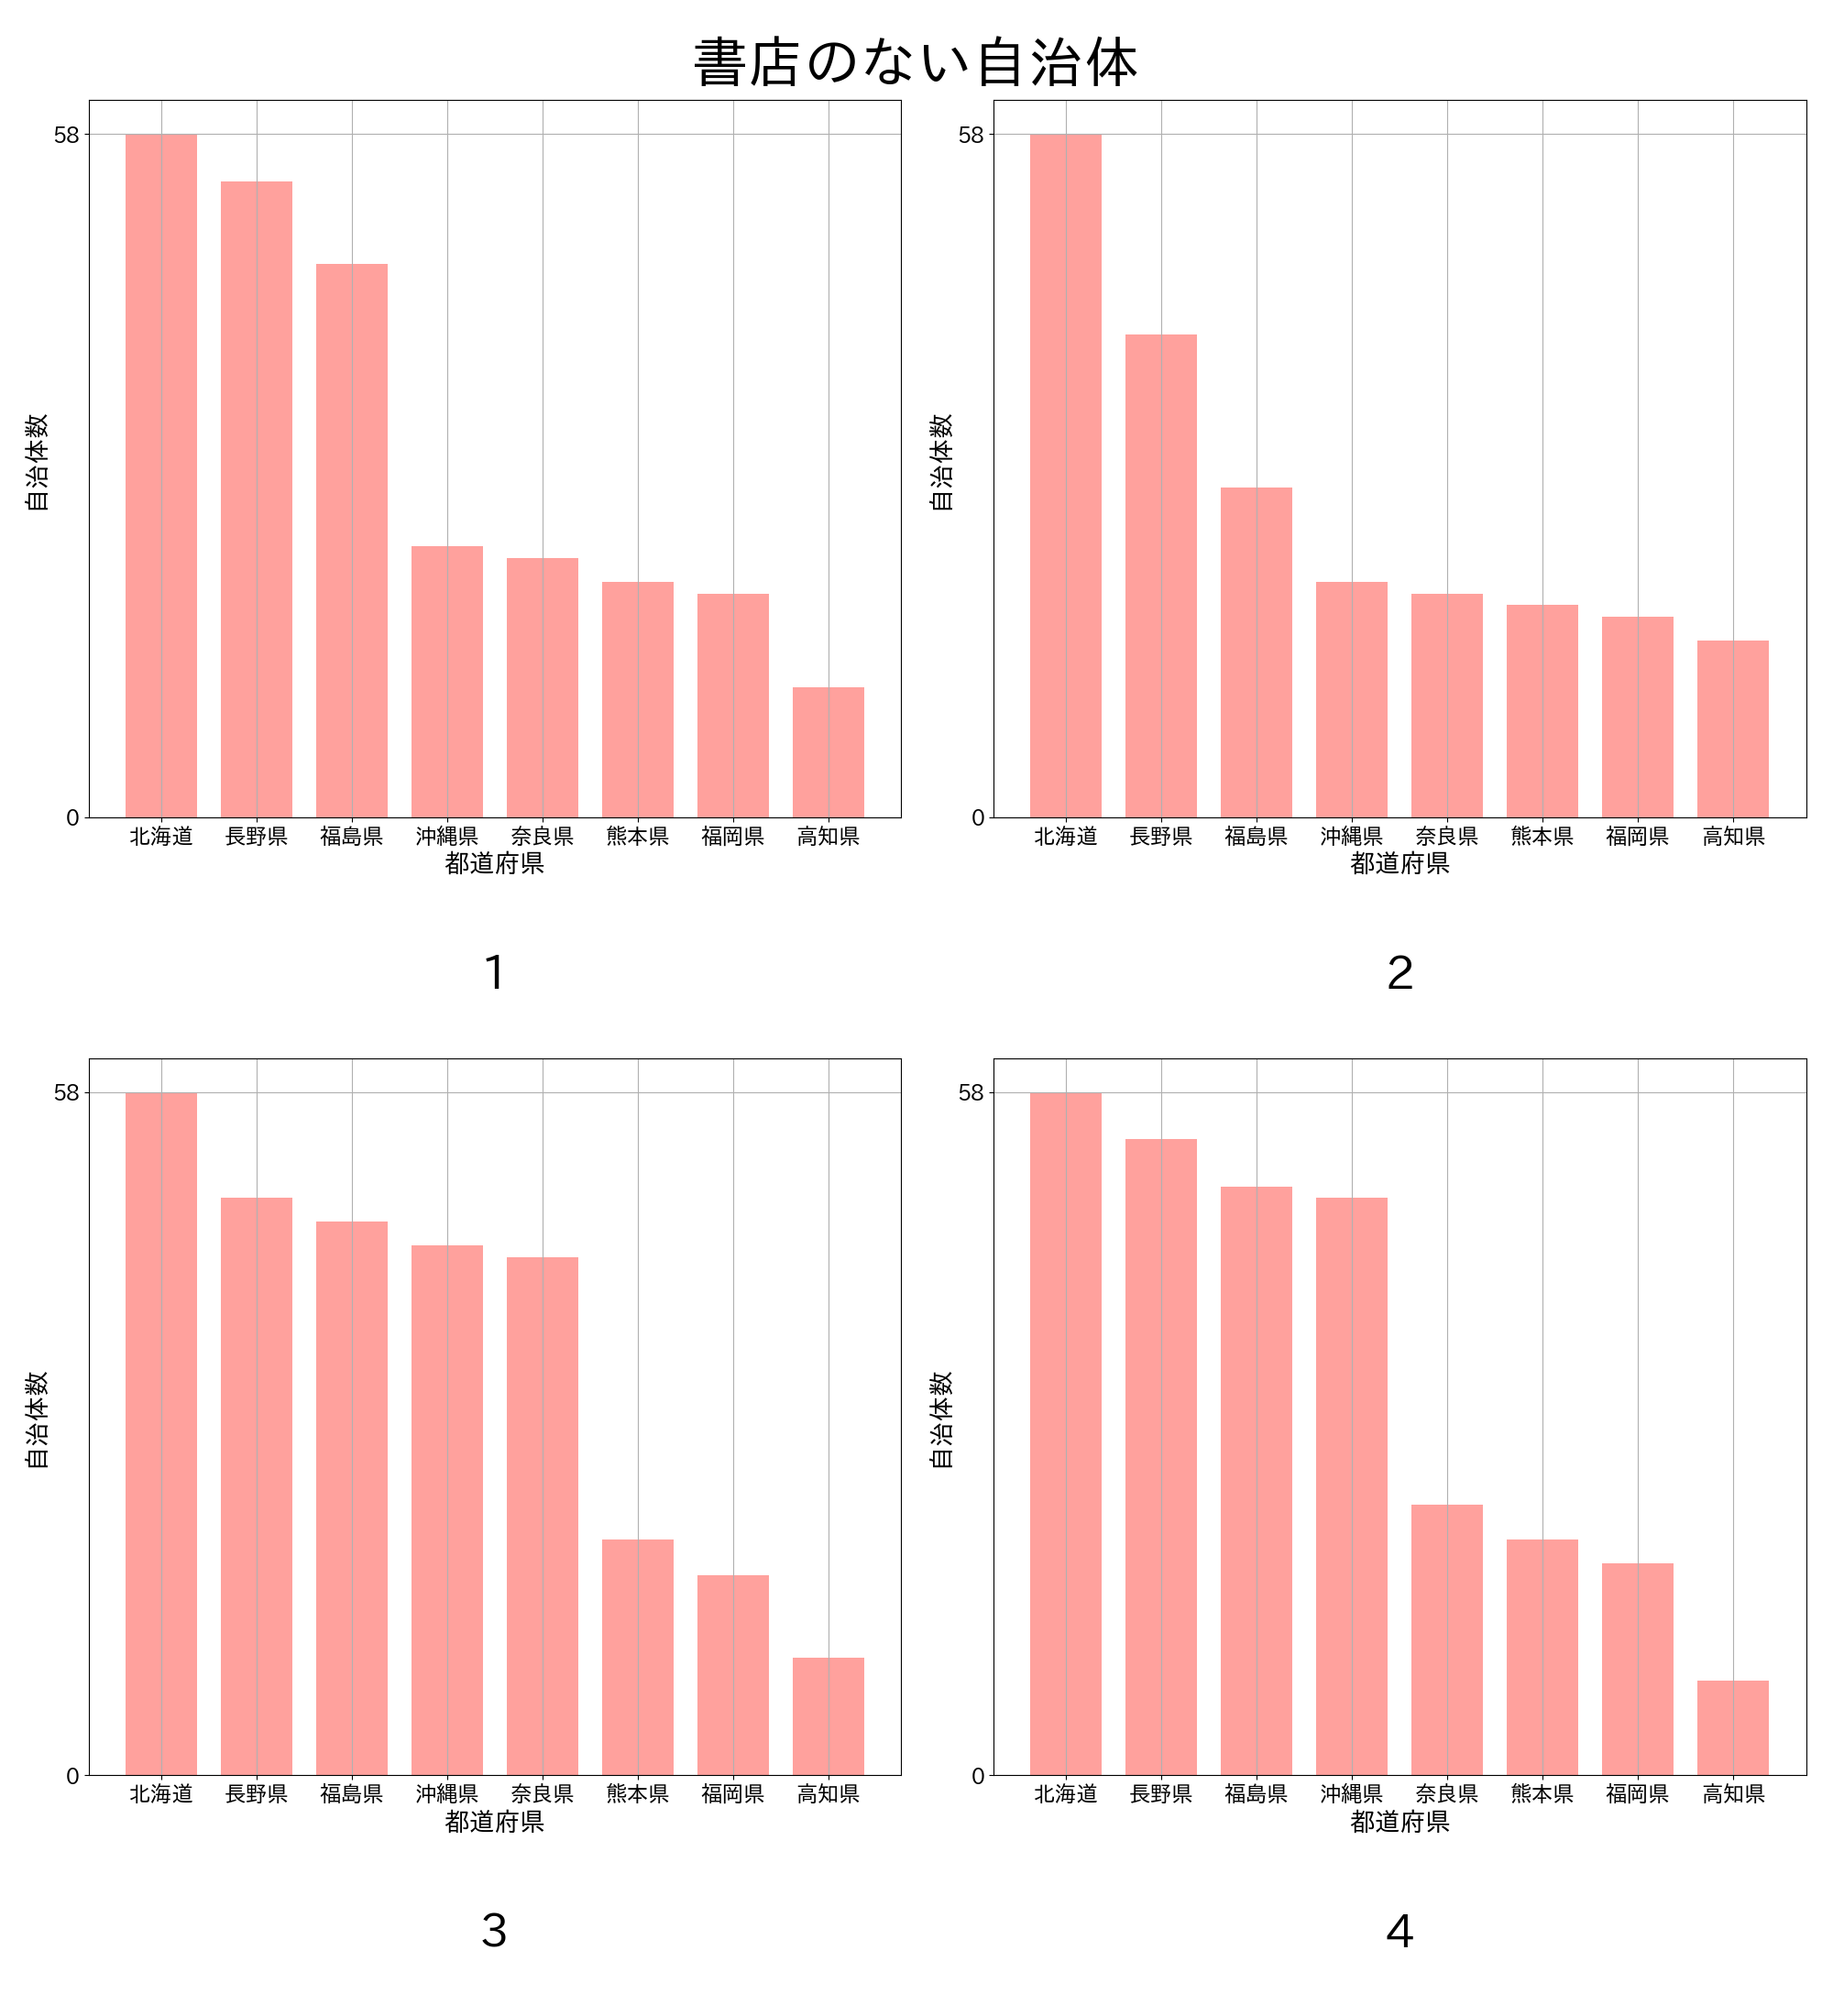 書店のない自治体
58
0
自治体数
北海道 長野県 福島県 沖縄県 奈良県 熊本県 福岡県 高知県
都道府県
1
58
0
自治体数
北海道 長野県 福島県 沖縄県 奈良県 熊本県 福岡県 高知県
都道府県
2
58
0
自治体数
北海道 長野県 福島県 沖縄県 奈良県 熊本県 福岡県 高知県
都道府県
3
58
0
自治体数
北海道 長野県 福島県 沖縄県 奈良県 熊本県 福岡県 高知県
都道府県
4